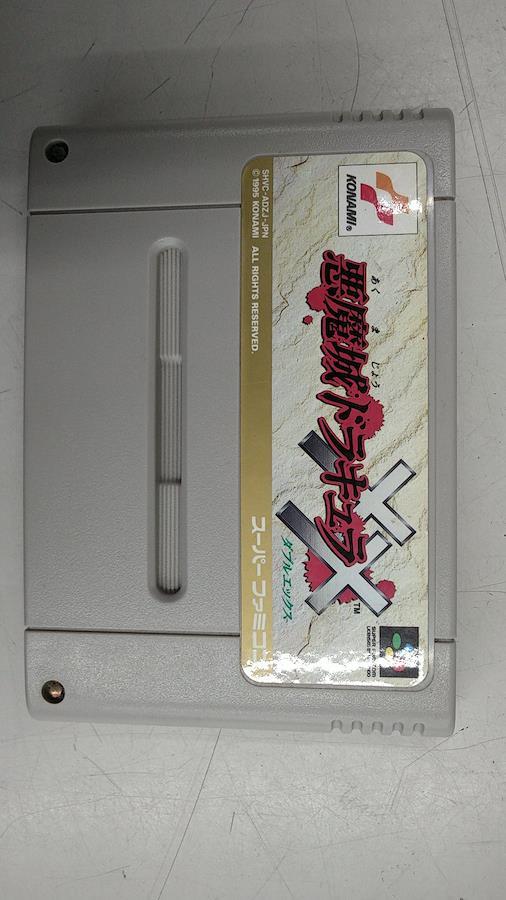 KONAMI®
あく ま じょう
悪魔城ドラキュラ
XX™
ダブルエックス
SHVC-ADZJ-JPN
©1995 KONAMI ALL RIGHTS RESERVED.
スーパーファミコン